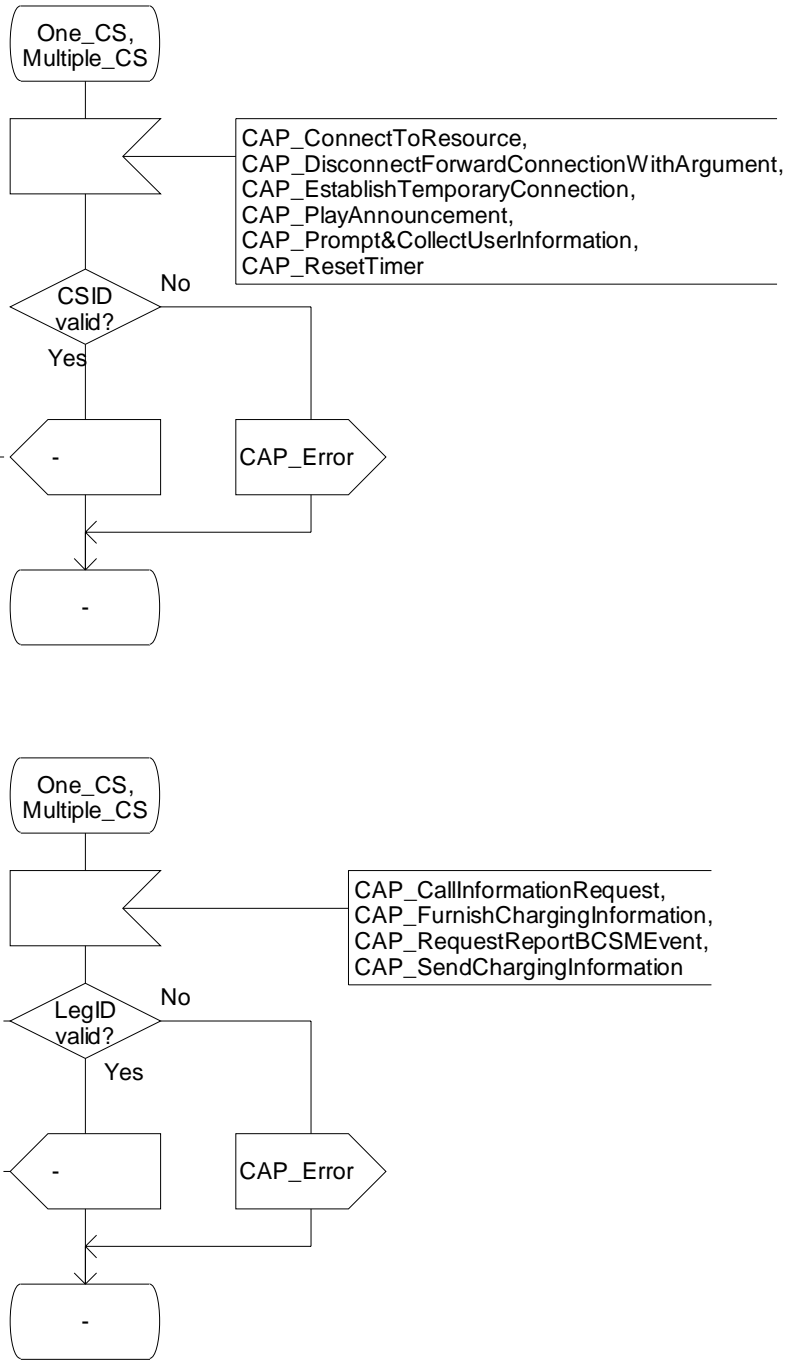 One_CS,
Multiple_CS
CAP_ConnectToResource,
CAP_DisconnectForwardConnectionWithArgument,
CAP_EstablishTemporaryConnection,
CAP_PlayAnnouncement,
CAP_Prompt&CollectUserInformation,
CAP_ResetTimer
CSID
valid?
No
Yes
-
CAP_Error
-
One_CS,
Multiple_CS
CAP_CallInformationRequest,
CAP_FurnishChargingInformation,
CAP_RequestReportBCSMEvent,
CAP_SendChargingInformation
LegID
valid?
No
Yes
-
CAP_Error
-